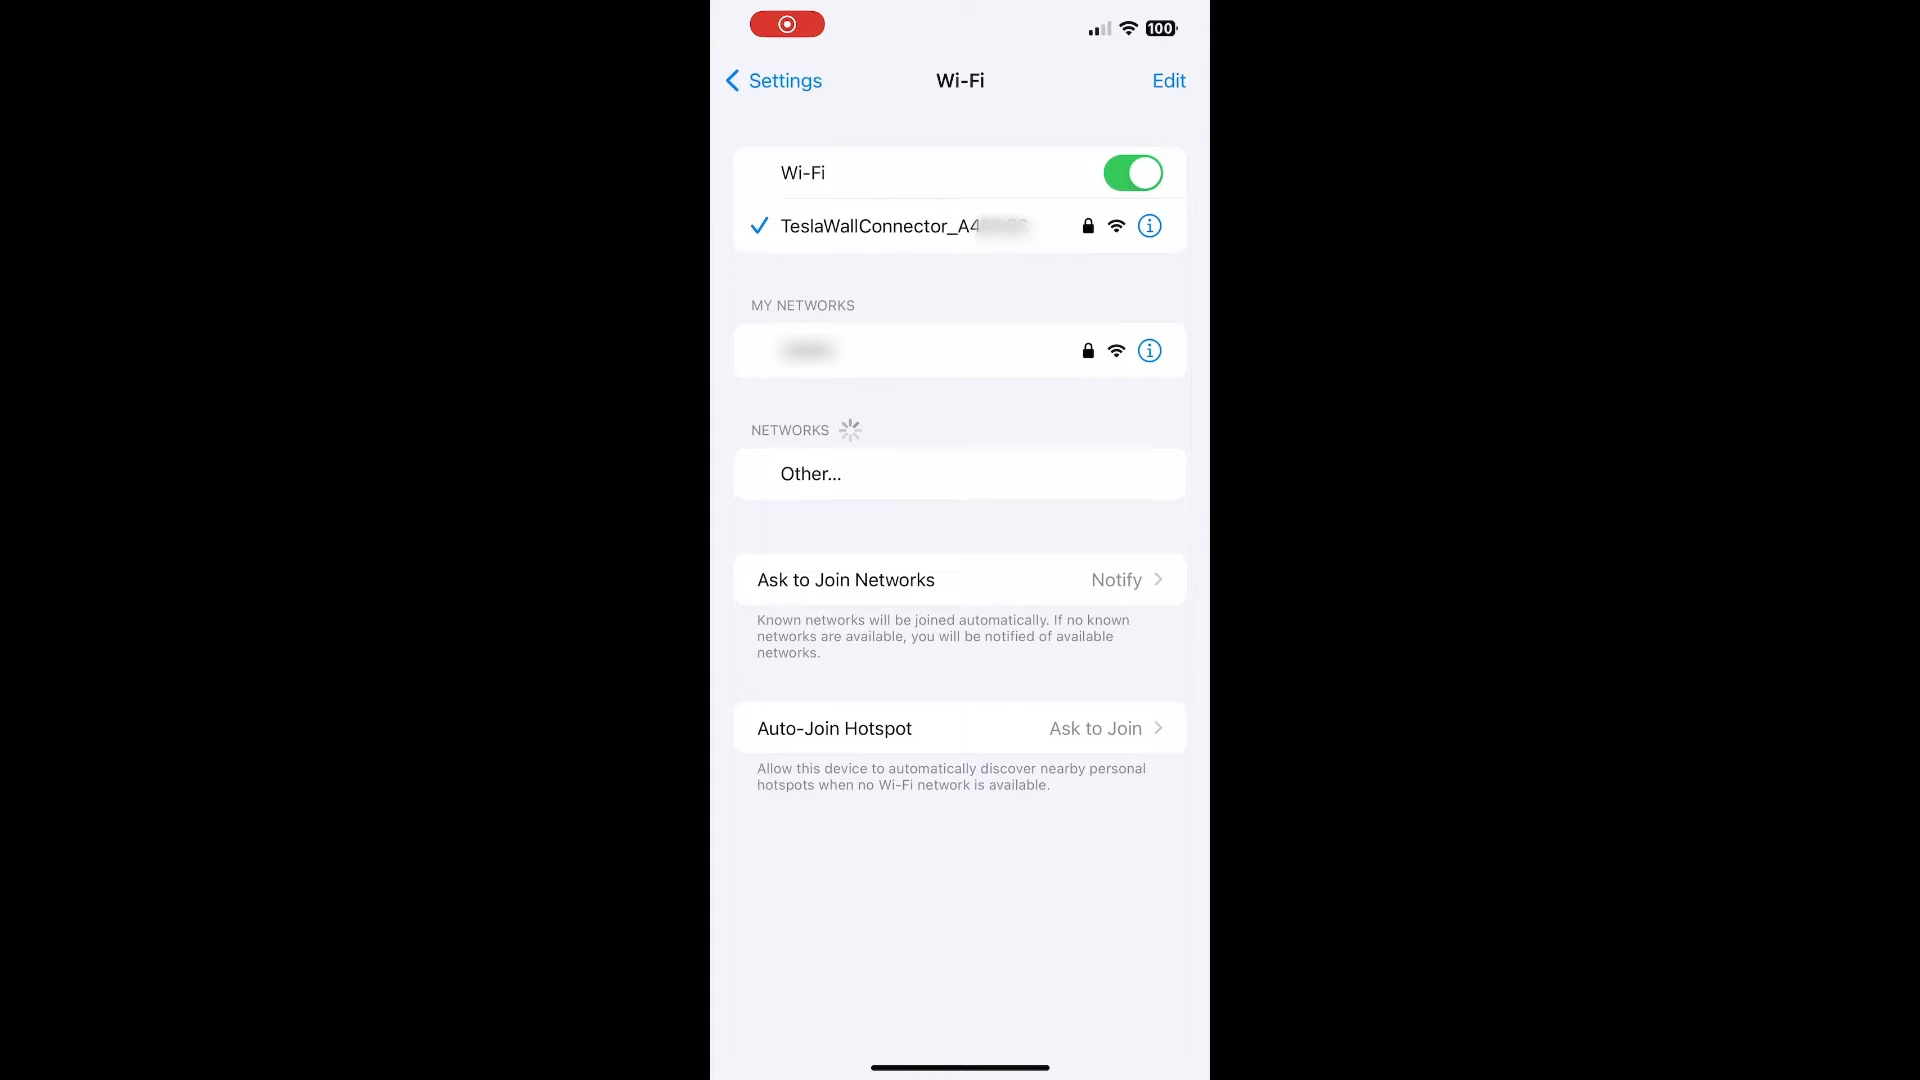 100
Settings
Wi-Fi
Edit
Wi-Fi
TeslaWallConnector_A4
MY NETWORKS
NETWORKS
Other...
Ask to Join Networks
Notify
Known networks will be joined automatically. If no known
networks are available, you will be notified of available
networks.
Auto-Join Hotspot
Ask to Join
Allow this device to automatically discover nearby personal
hotspots when no Wi-Fi network is available.